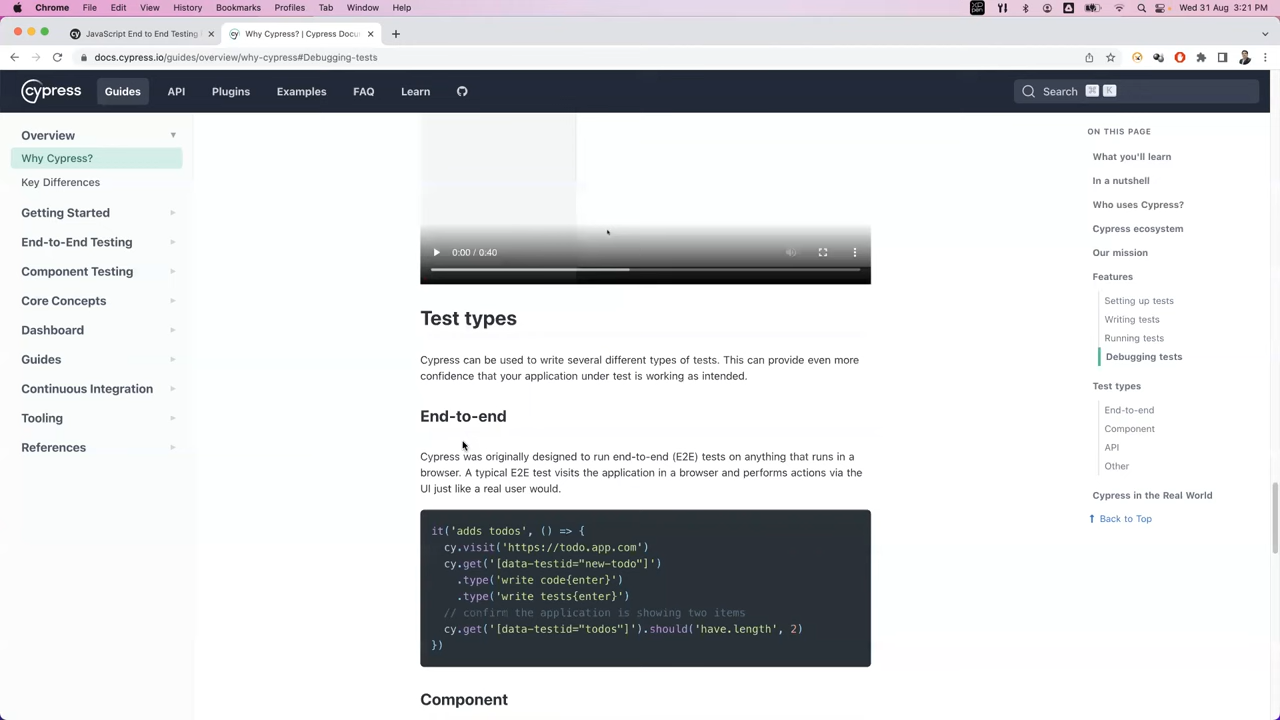 Chrome File Edit View History Bookmarks Profiles Tab Window Help
Wed 31 Aug 3:21 PM
JavaScript End to End Testing
Why Cypress? | Cypress Docu
docs.cypress.io/guides/overview/why-cypress#Debugging-tests
cypress Guides API Plugins Examples FAQ Learn
Search ⌘ K
Overview
Why Cypress?
Key Differences
Getting Started
End-to-End Testing
Component Testing
Core Concepts
Dashboard
Guides
Continuous Integration
Tooling
References
0:00 / 0:40
Test types
Cypress can be used to write several different types of tests. This can provide even more
confidence that your application under test is working as intended.
End-to-end
Cypress was originally designed to run end-to-end (E2E) tests on anything that runs in a
browser. A typical E2E test visits the application in a browser and performs actions via the
UI just like a real user would.
it('adds todos', () => {
cy.visit('https://todo.app.com')
cy.get('[data-testid="new-todo"]')
.type('write code{enter}')
.type('write tests{enter}')
// confirm the application is showing two items
cy.get('[data-testid="todos"]').should('have.length', 2)
})
Component
ON THIS PAGE
What you'll learn
In a nutshell
Who uses Cypress?
Cypress ecosystem
Our mission
Features
Setting up tests
Writing tests
Running tests
Debugging tests
Test types
End-to-end
Component
API
Other
Cypress in the Real World
↑ Back to Top